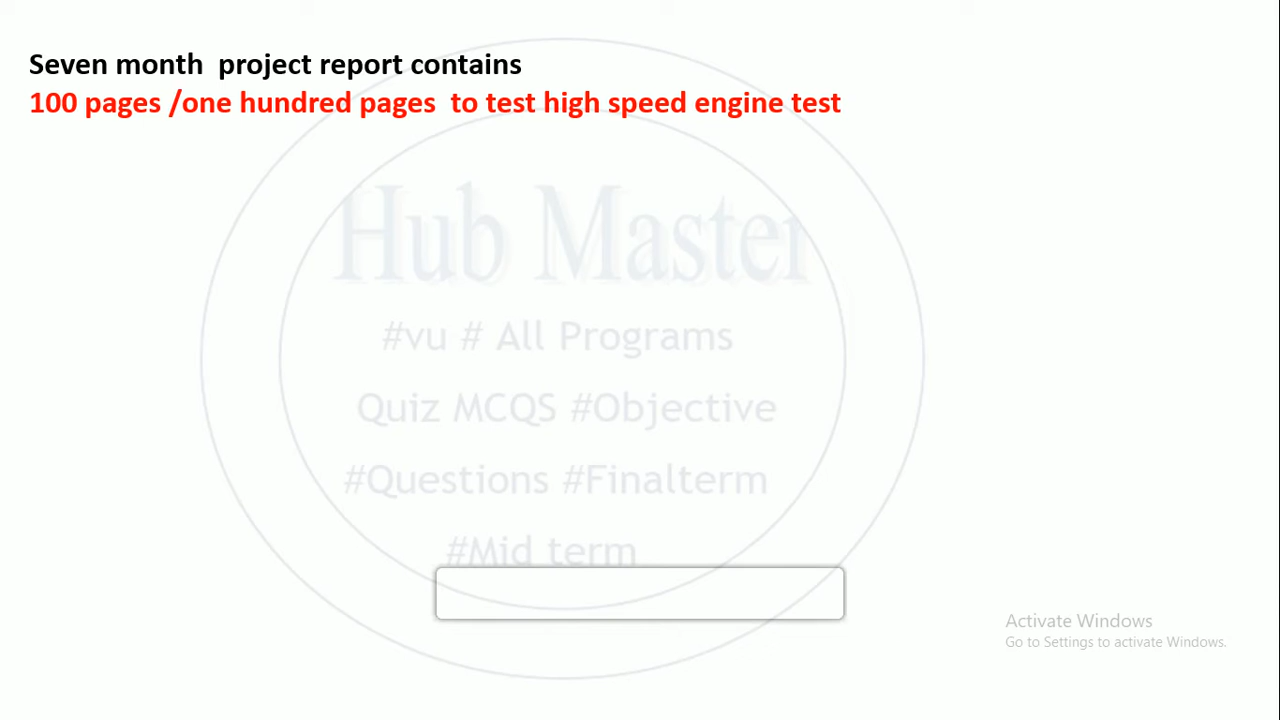 Seven month  project report contains
100 pages /one hundred pages  to test high speed engine test
Hub Master
#vu # All Programs
Quiz MCQS #Objective
#Questions #Finalterm
#Mid term
Activate Windows
Go to Settings to activate Windows.